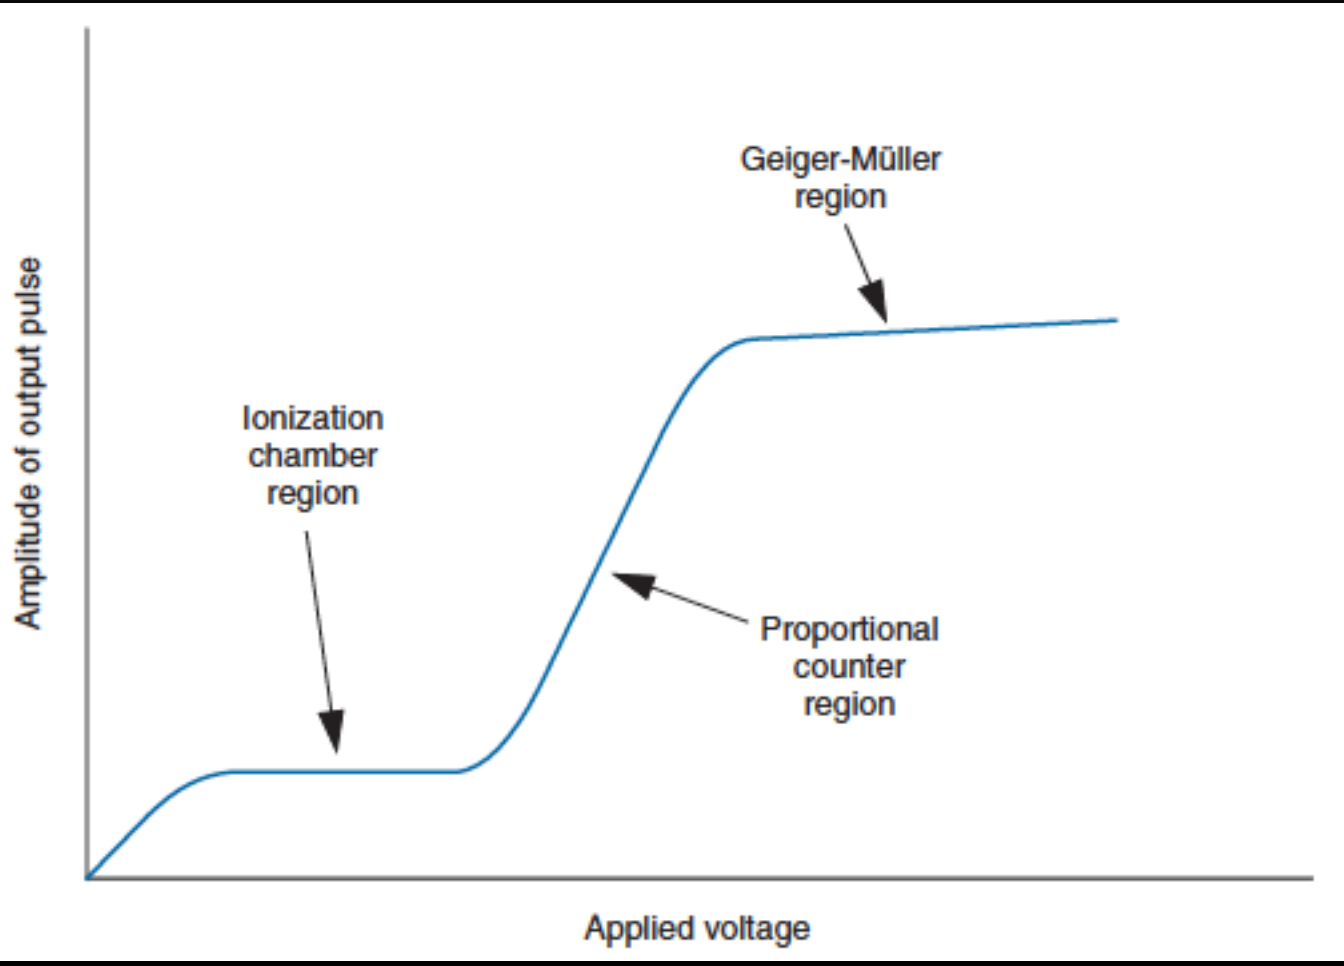 Geiger-Müller
region
Amplitude of output pulse
Ionization
chamber
region
Proportional
counter
region
Applied voltage